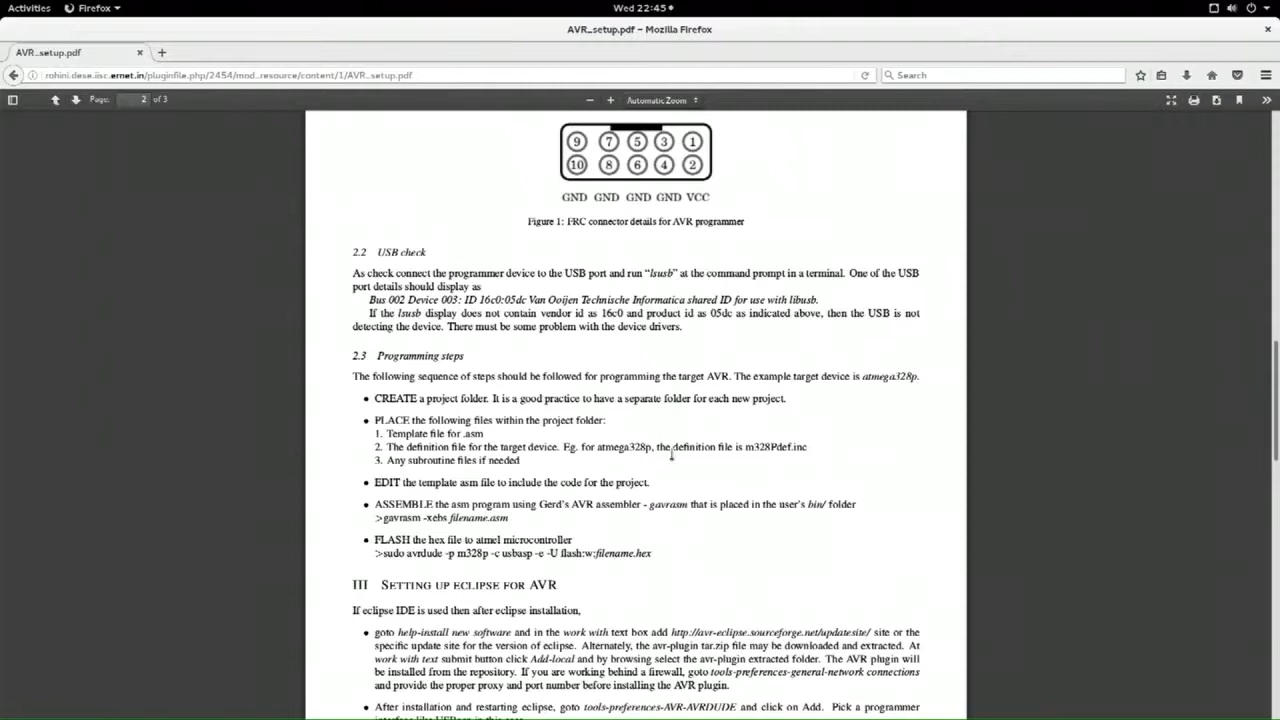 Activities Firefox Wed 22:45
AVR_setup.pdf – Mozilla Firefox
AVR_setup.pdf
rohini.dese.iisc.ernet.in/pluginfile.php/2454/mod_resource/content/1/AVR_setup.pdf Search
Page: 2 of 3 Automatic Zoom
9 7 5 3 1
10 8 6 4 2
GND GND GND GND VCC
Figure 1: FRC connector details for AVR programmer
2.2 USB check
As check connect the programmer device to the USB port and run “lsusb” at the command prompt in a terminal. One of the USB
port details should display as
Bus 002 Device 003: ID 16c0:05dc Van Ooijen Technische Informatica shared ID for use with libusb.
If the lsusb display does not contain vendor id as 16c0 and product id as 05dc as indicated above, then the USB is not
detecting the device. There must be some problem with the device drivers.
2.3 Programming steps
The following sequence of steps should be followed for programming the target AVR. The example target device is atmega328p.
• CREATE a project folder. It is a good practice to have a separate folder for each new project.
• PLACE the following files within the project folder:
1. Template file for .asm
2. The definition file for the target device. Eg. for atmega328p, the definition file is m328Pdef.inc
3. Any subroutine files if needed
• EDIT the template asm file to include the code for the project.
• ASSEMBLE the asm program using Gerd's AVR assembler - gavrasm that is placed in the user's bin/ folder
>gavrasm -xebs filename.asm
• FLASH the hex file to atmel microcontroller
>sudo avrdude -p m328p -c usbasp -e -U flash:w:filename.hex
III SETTING UP ECLIPSE FOR AVR
If eclipse IDE is used then after eclipse installation,
• goto help-install new software and in the work with text box add http://avr-eclipse.sourceforge.net/updatesite/ site or the
specific update site for the version of eclipse. Alternately, the avr-plugin tar.zip file may be downloaded and extracted. At
work with text submit button click Add-local and by browsing select the avr-plugin extracted folder. The AVR plugin will
be installed from the repository. If you are working behind a firewall, goto tools-preferences-general-network connections
and provide the proper proxy and port number before installing the AVR plugin.
• After installation and restarting eclipse, goto tools-preferences-AVR-AVRDUDE and click on Add. Pick a programmer